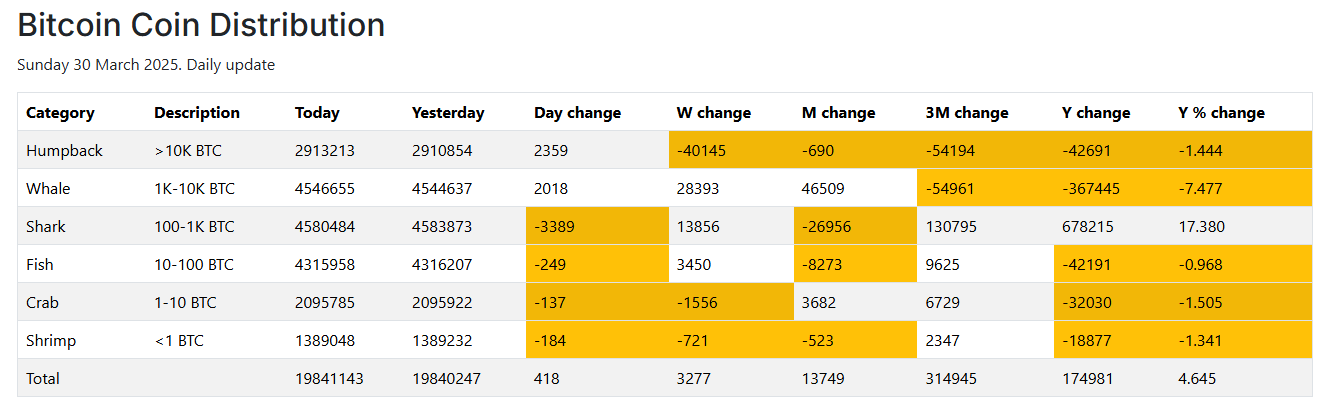 Bitcoin Coin Distribution
Sunday 30 March 2025. Daily update
Category Description Today Yesterday Day change W change M change 3M change Y change Y % change
Humpback >10K BTC 2913213 2910854 2359 -40145 -690 -54194 -42691 -1.444
Whale 1K-10K BTC 4546655 4544637 2018 28393 46509 -54961 -367445 -7.477
Shark 100-1K BTC 4580484 4583873 -3389 13856 -26956 130795 678215 17.380
Fish 10-100 BTC 4315958 4316207 -249 3450 -8273 9625 -42191 -0.968
Crab 1-10 BTC 2095785 2095922 -137 -1556 3682 6729 -32030 -1.505
Shrimp <1 BTC 1389048 1389232 -184 -721 -523 2347 -18877 -1.341
Total 19841143 19840247 418 3277 13749 314945 174981 4.645